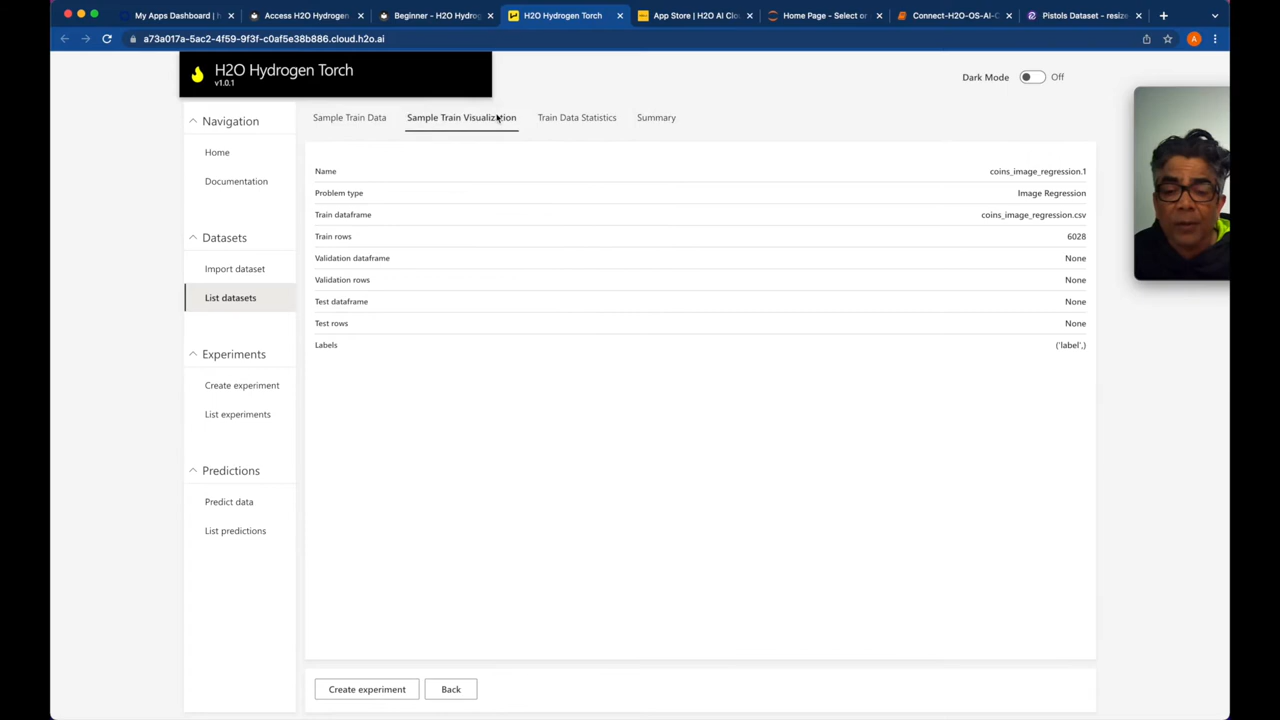 My Apps Dashboard | h
Access H2O Hydrogen
Beginner - H2O Hydrog
H2O Hydrogen Torch
App Store | H2O AI Clou
Home Page - Select or
Connect-H2O-OS-AI-C
Pistols Dataset - resize
a73a017a-5ac2-4f59-9f3f-c0af5e38b886.cloud.h2o.ai
A
H2O Hydrogen Torch
v1.0.1
Dark Mode
Off
Navigation
Home
Documentation
Datasets
Import dataset
List datasets
Experiments
Create experiment
List experiments
Predictions
Predict data
List predictions
Sample Train Data
Sample Train Visualization
Train Data Statistics
Summary
Name
coins_image_regression.1
Problem type
Image Regression
Train dataframe
coins_image_regression.csv
Train rows
6028
Validation dataframe
None
Validation rows
None
Test dataframe
None
Test rows
None
Labels
('label',)
Create experiment
Back